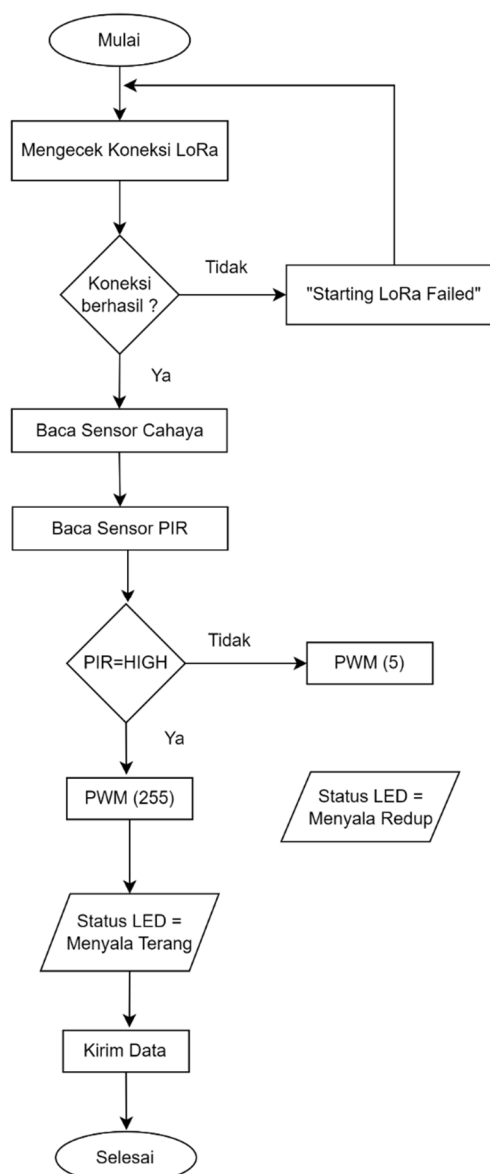 Mulai
Mengecek Koneksi LoRa
Koneksi
berhasil ?
Tidak
"Starting LoRa Failed"
Ya
Baca Sensor Cahaya
Baca Sensor PIR
PIR=HIGH
Tidak
PWM (5)
Ya
PWM (255)
Status LED =
Menyala Redup
Status LED =
Menyala Terang
Kirim Data
Selesai